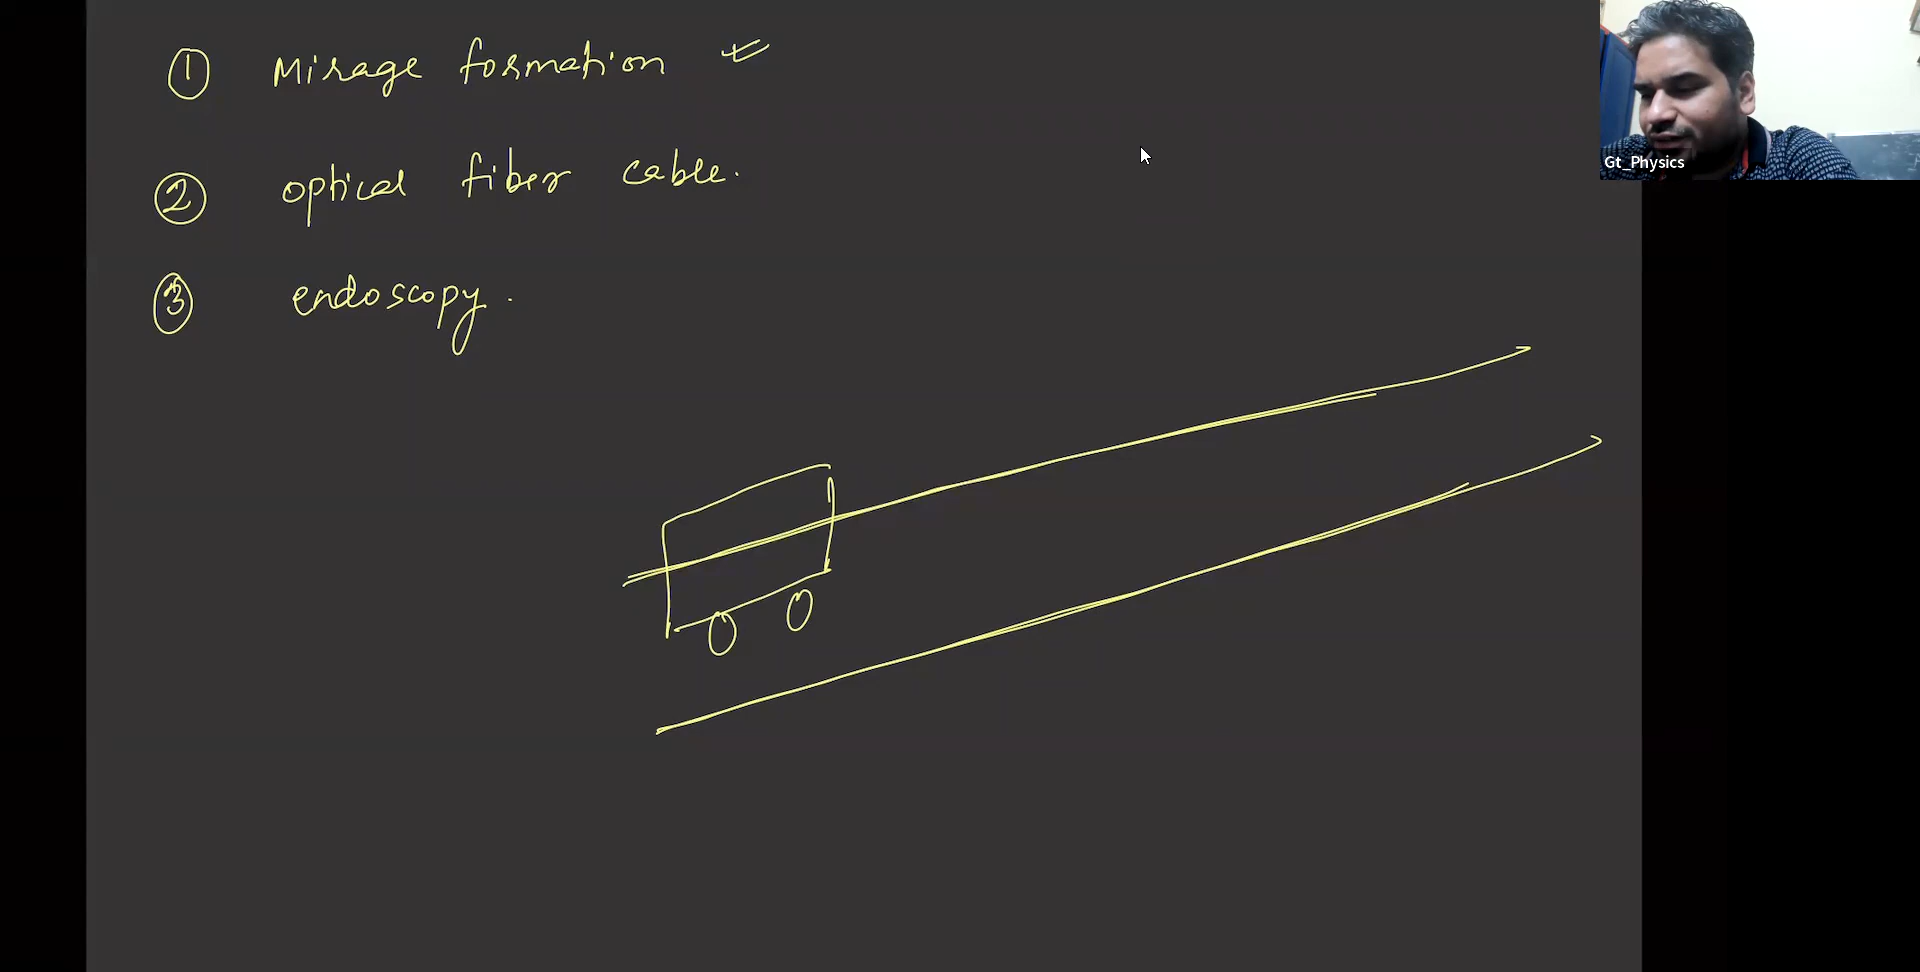 ① Mirage formation
② optical fiber cable.
③ endoscopy.
Gt_Physics